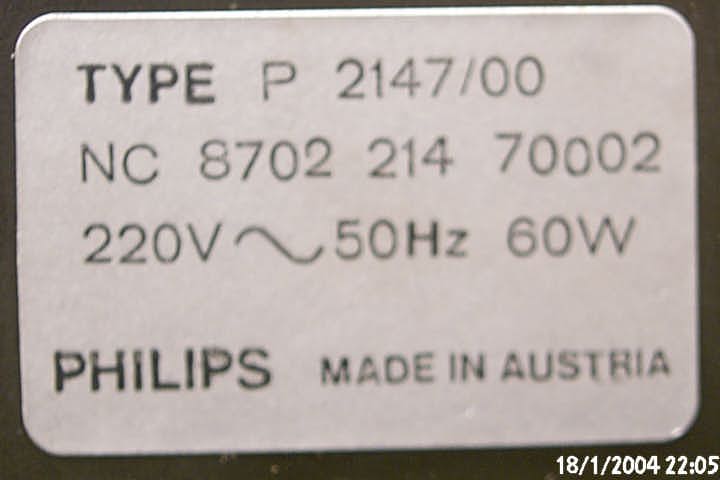 TYPE P 2147/00
NC 8702 214 70002
220V ~ 50Hz 60W
PHILIPS MADE IN AUSTRIA
18/1/2004 22:05